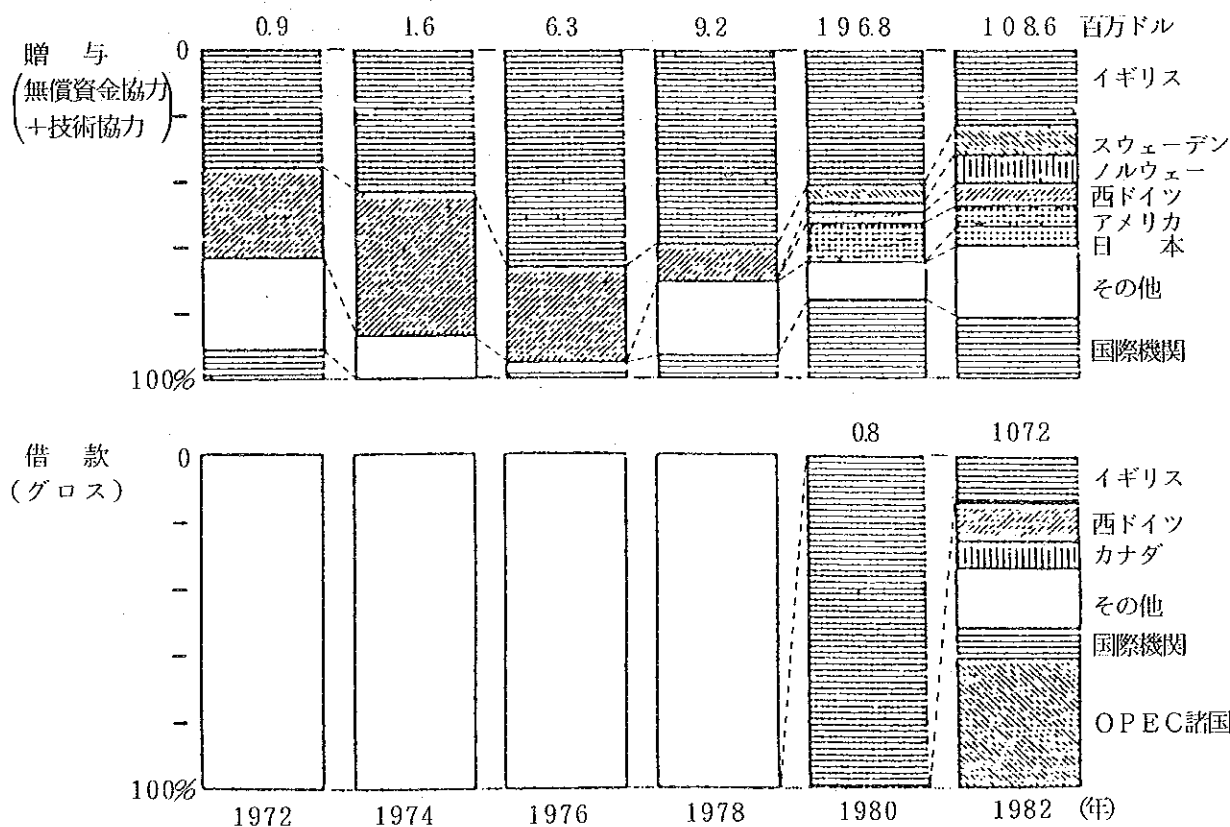 0.9 1.6 6.3 9.2 196.8 108.6 百万ドル
贈 与
(無償資金協力
+技術協力)
0
100%
イギリス
スウェーデン
ノルウェー
西ドイツ
アメリカ
日 本
その他
国際機関
0.8 107.2
借 款
(グロス)
0
100%
イギリス
西ドイツ
カナダ
その他
国際機関
OPEC諸国
1972 1974 1976 1978 1980 1982 (年)